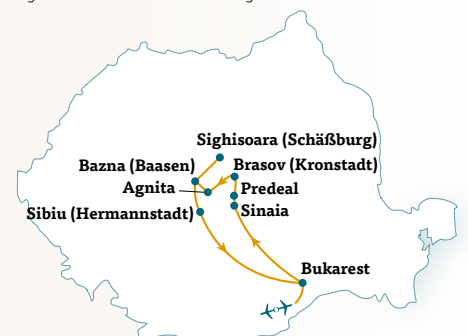 Sighisoara (Schäßburg)
Bazna (Baasen)
Brasov (Kronstadt)
Agnita
Predeal
Sibiu (Hermannstadt)
Sinaia
Bukarest